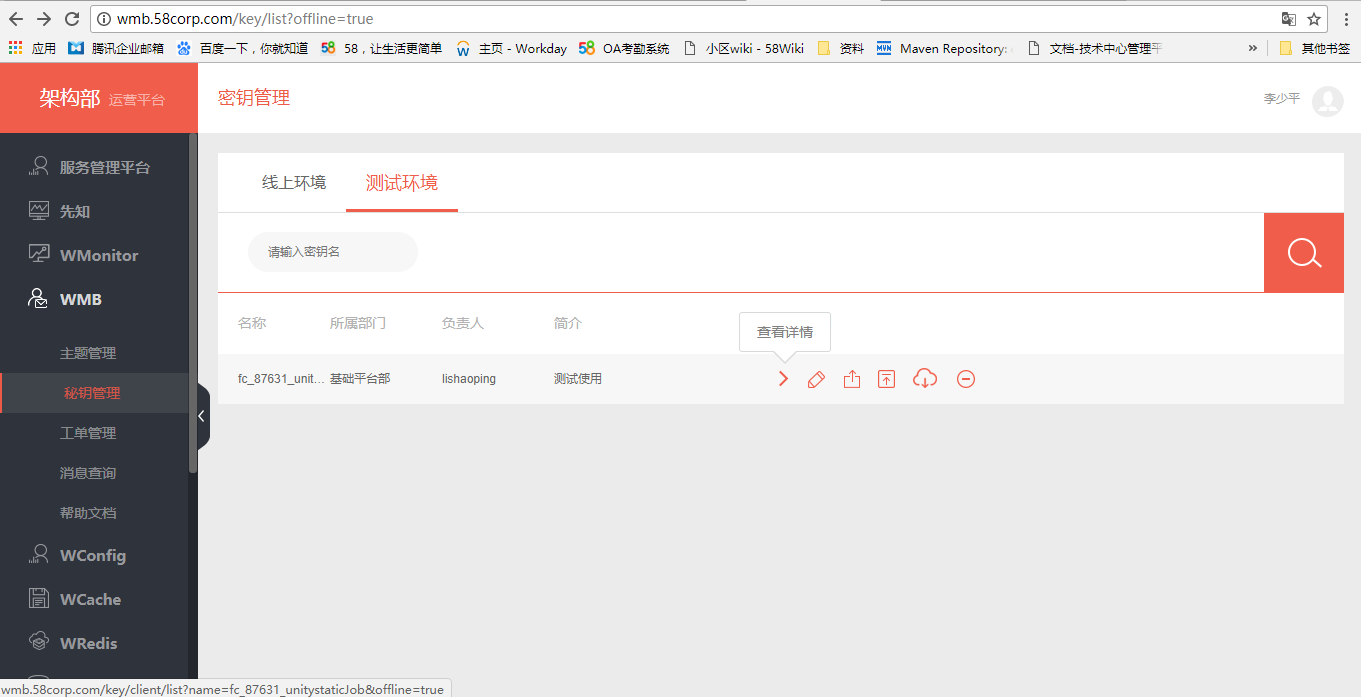 wmb.58corp.com/key/list?offline=true
应用 腾讯企业邮箱 百度一下，你就知道 58 58，让生活更简单 主页 - Workday 58 OA考勤系统 小区wiki - 58Wiki 资料 MVN Maven Repository: 文档-技术中心管理平 » 其他书签
架构部 运营平台
密钥管理
李少平
服务管理平台
先知
WMonitor
WMB
主题管理
秘钥管理
工单管理
消息查询
帮助文档
WConfig
WCache
WRedis
线上环境 测试环境
请输入密钥名
名称 所属部门 负责人 简介
查看详情
fc_87631_unit... 基础平台部 lishaoping 测试使用
wmb.58corp.com/key/client/list?name=fc_87631_unitystaticJob&offline=true